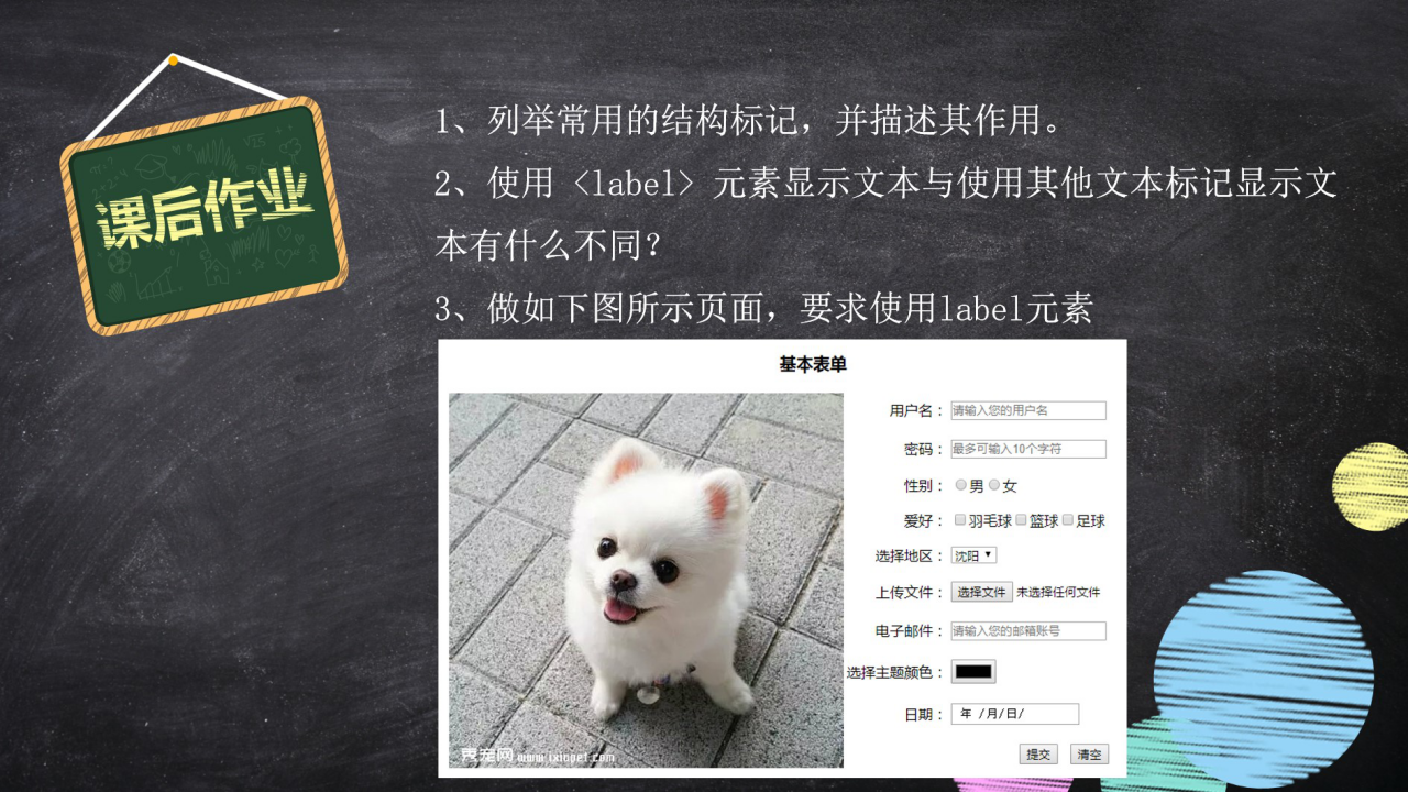 课后作业
1、列举常用的结构标记，并描述其作用。
2、使用 <label> 元素显示文本与使用其他文本标记显示文
本有什么不同？
3、做如下图所示页面，要求使用label元素
基本表单
用户名： 请输入您的用户名
密码： 最多可输入10个字符
性别： 男 女
爱好： 羽毛球 篮球 足球
选择地区： 沈阳
上传文件： 选择文件 未选择任何文件
电子邮件： 请输入您的邮箱账号
选择主题颜色：
日期： 年 /月/日/
提交 清空
秀宠网 www.ixiupet.com